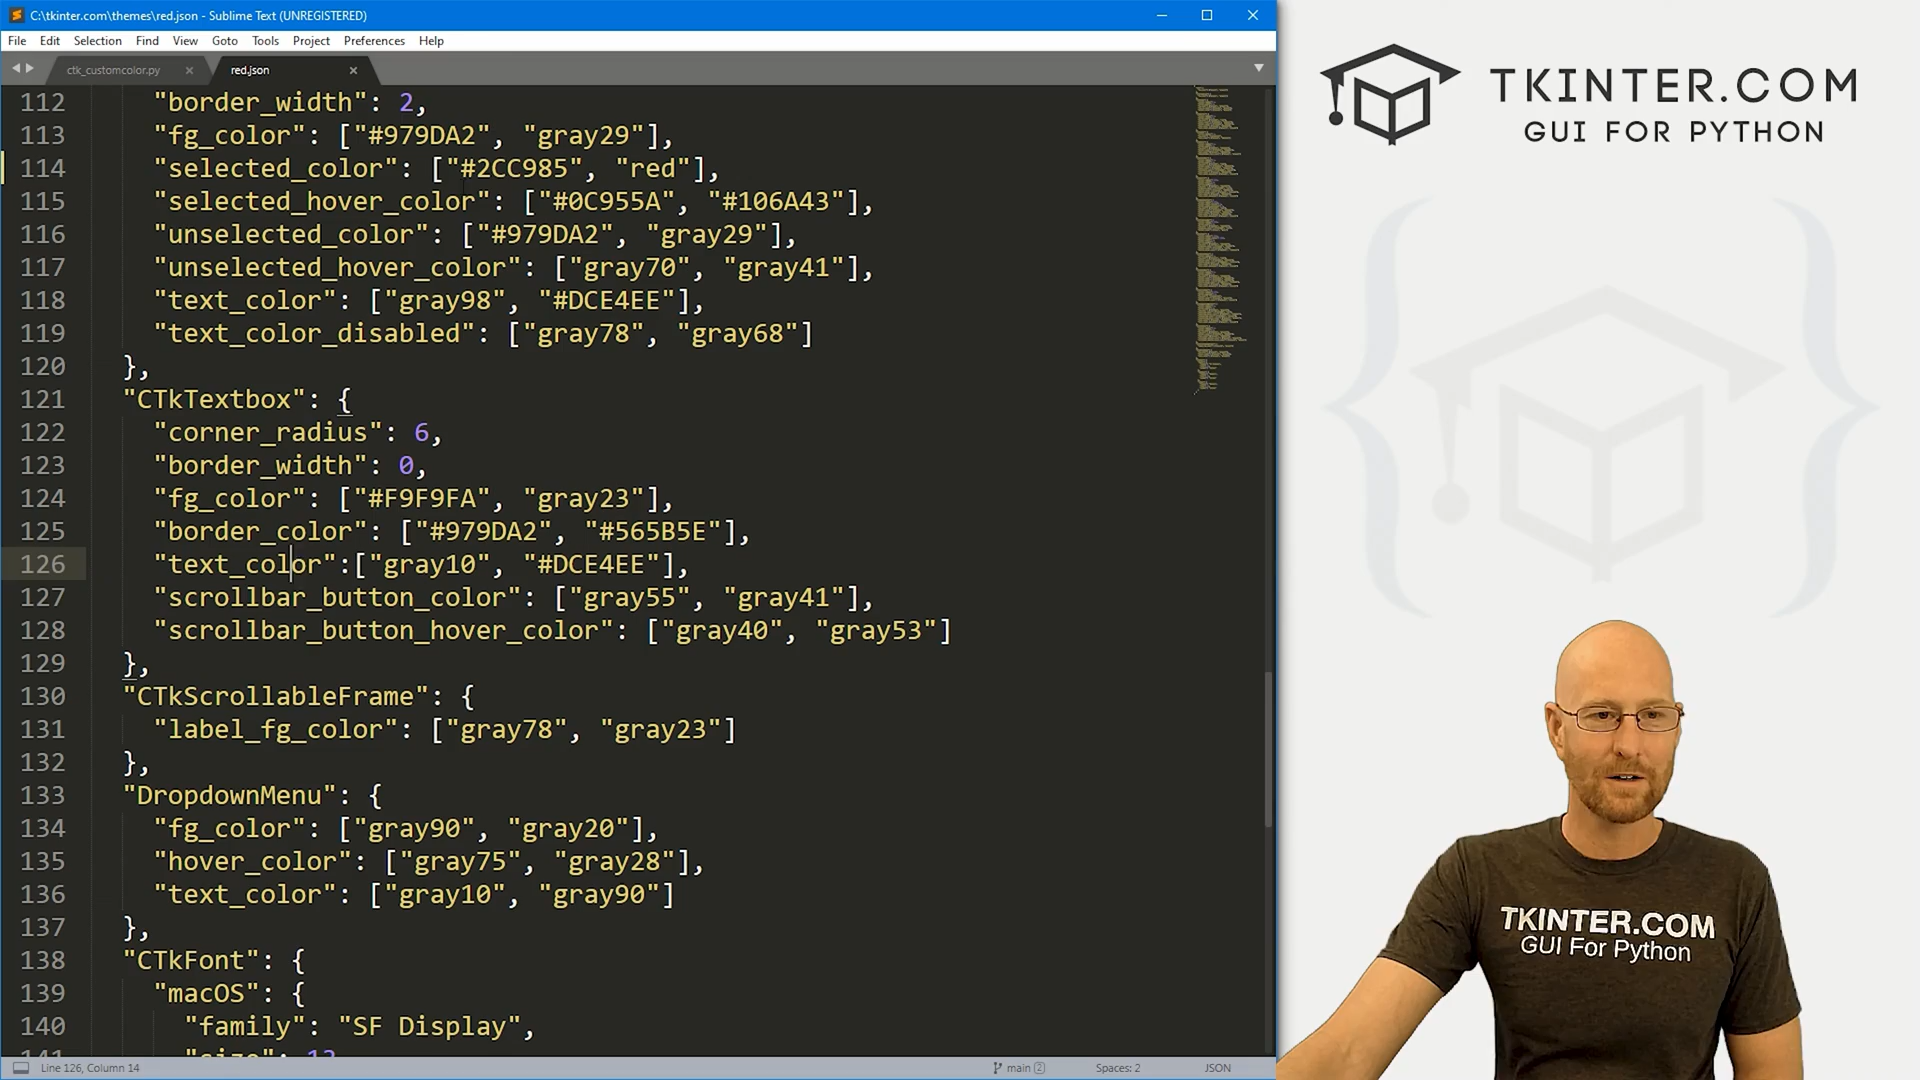 C:\tkinter.com\themes\red.json - Sublime Text (UNREGISTERED)
File Edit Selection Find View Goto Tools Project Preferences Help
ctk_customcolor.py red.json
112 "border_width": 2,
113 "fg_color": ["#979DA2", "gray29"],
114 "selected_color": ["#2CC985", "red"],
115 "selected_hover_color": ["#0C955A", "#106A43"],
116 "unselected_color": ["#979DA2", "gray29"],
117 "unselected_hover_color": ["gray70", "gray41"],
118 "text_color": ["gray98", "#DCE4EE"],
119 "text_color_disabled": ["gray78", "gray68"]
120 },
121 "CTkTextbox": {
122 "corner_radius": 6,
123 "border_width": 0,
124 "fg_color": ["#F9F9FA", "gray23"],
125 "border_color": ["#979DA2", "#565B5E"],
126 "text_color":["gray10", "#DCE4EE"],
127 "scrollbar_button_color": ["gray55", "gray41"],
128 "scrollbar_button_hover_color": ["gray40", "gray53"]
129 },
130 "CTkScrollableFrame": {
131 "label_fg_color": ["gray78", "gray23"]
132 },
133 "DropdownMenu": {
134 "fg_color": ["gray90", "gray20"],
135 "hover_color": ["gray75", "gray28"],
136 "text_color": ["gray10", "gray90"]
137 },
138 "CTkFont": {
139 "macOS": {
140 "family": "SF Display",
Line 126, Column 14 main 2 Spaces: 2 JSON
TKINTER.COM
GUI FOR PYTHON
TKINTER.COM
GUI For Python